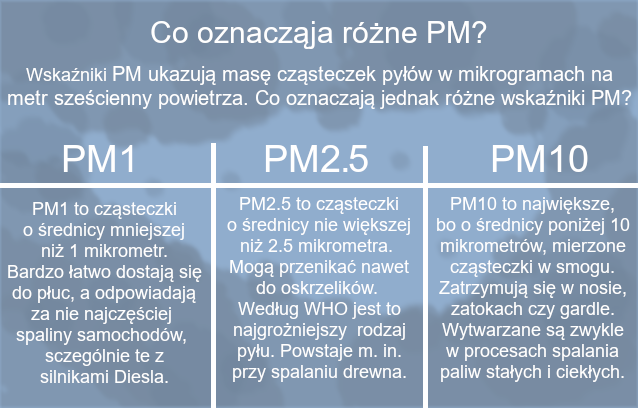 Co oznacząja różne PM?
Wskaźniki PM ukazują masę cząsteczek pyłów w mikrogramach na
metr sześcienny powietrza. Co oznaczają jednak różne wskaźniki PM?
PM1
PM1 to cząsteczki
o średnicy mniejszej
niż 1 mikrometr.
Bardzo łatwo dostają się
do płuc, a odpowiadają
za nie najczęściej
spaliny samochodów,
sczególnie te z
silnikami Diesla.
PM2.5
PM2.5 to cząsteczki
o średnicy nie większej
niż 2.5 mikrometra.
Mogą przenikać nawet
do oskrzelików.
Według WHO jest to
najgroźniejszy rodzaj
pyłu. Powstaje m. in.
przy spalaniu drewna.
PM10
PM10 to największe,
bo o średnicy poniżej 10
mikrometrów, mierzone
cząsteczki w smogu.
Zatrzymują się w nosie,
zatokach czy gardle.
Wytwarzane są zwykle
w procesach spalania
paliw stałych i ciekłych.